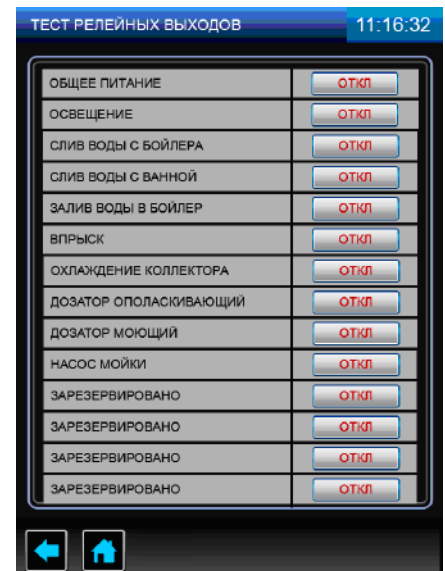 ТЕСТ РЕЛЕЙНЫХ ВЫХОДОВ 11:16:32
ОБЩЕЕ ПИТАНИЕ ОТКЛ
ОСВЕЩЕНИЕ ОТКЛ
СЛИВ ВОДЫ С БОЙЛЕРА ОТКЛ
СЛИВ ВОДЫ С ВАННОЙ ОТКЛ
ЗАЛИВ ВОДЫ В БОЙЛЕР ОТКЛ
ВПРЫСК ОТКЛ
ОХЛАЖДЕНИЕ КОЛЛЕКТОРА ОТКЛ
ДОЗАТОР ОПОЛАСКИВАЮЩИЙ ОТКЛ
ДОЗАТОР МОЮЩИЙ ОТКЛ
НАСОС МОЙКИ ОТКЛ
ЗАРЕЗЕРВИРОВАНО ОТКЛ
ЗАРЕЗЕРВИРОВАНО ОТКЛ
ЗАРЕЗЕРВИРОВАНО ОТКЛ
ЗАРЕЗЕРВИРОВАНО ОТКЛ